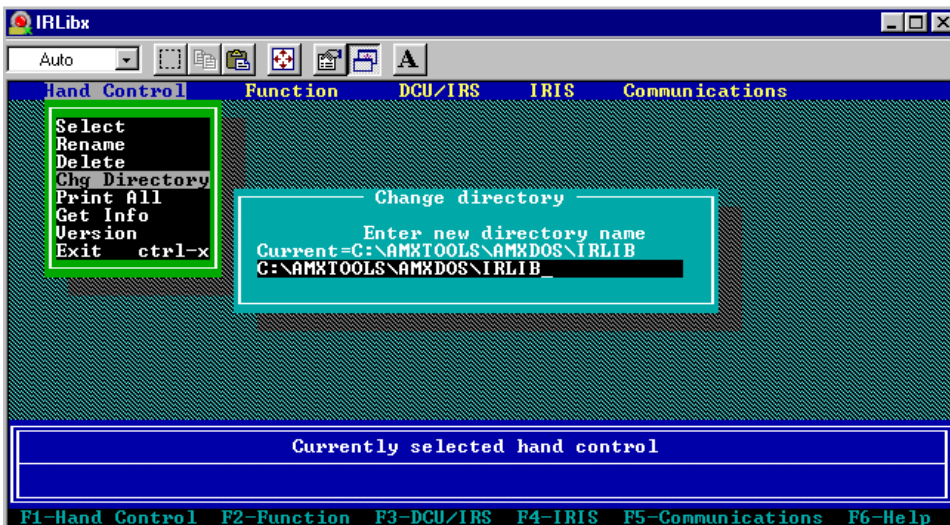 IRLibx
Auto A
Hand Control Function DCU/IRS IRIS Communications
Select
Rename
Delete
Chg Directory
Print All
Get Info
Version
Exit ctrl-x
Change directory
Enter new directory name
Current=C:\AMXTOOLS\AMXDOS\IRLIB
C:\AMXTOOLS\AMXDOS\IRLIB_
Currently selected hand control
F1-Hand Control F2-Function F3-DCU/IRS F4-IRIS F5-Communications F6-Help